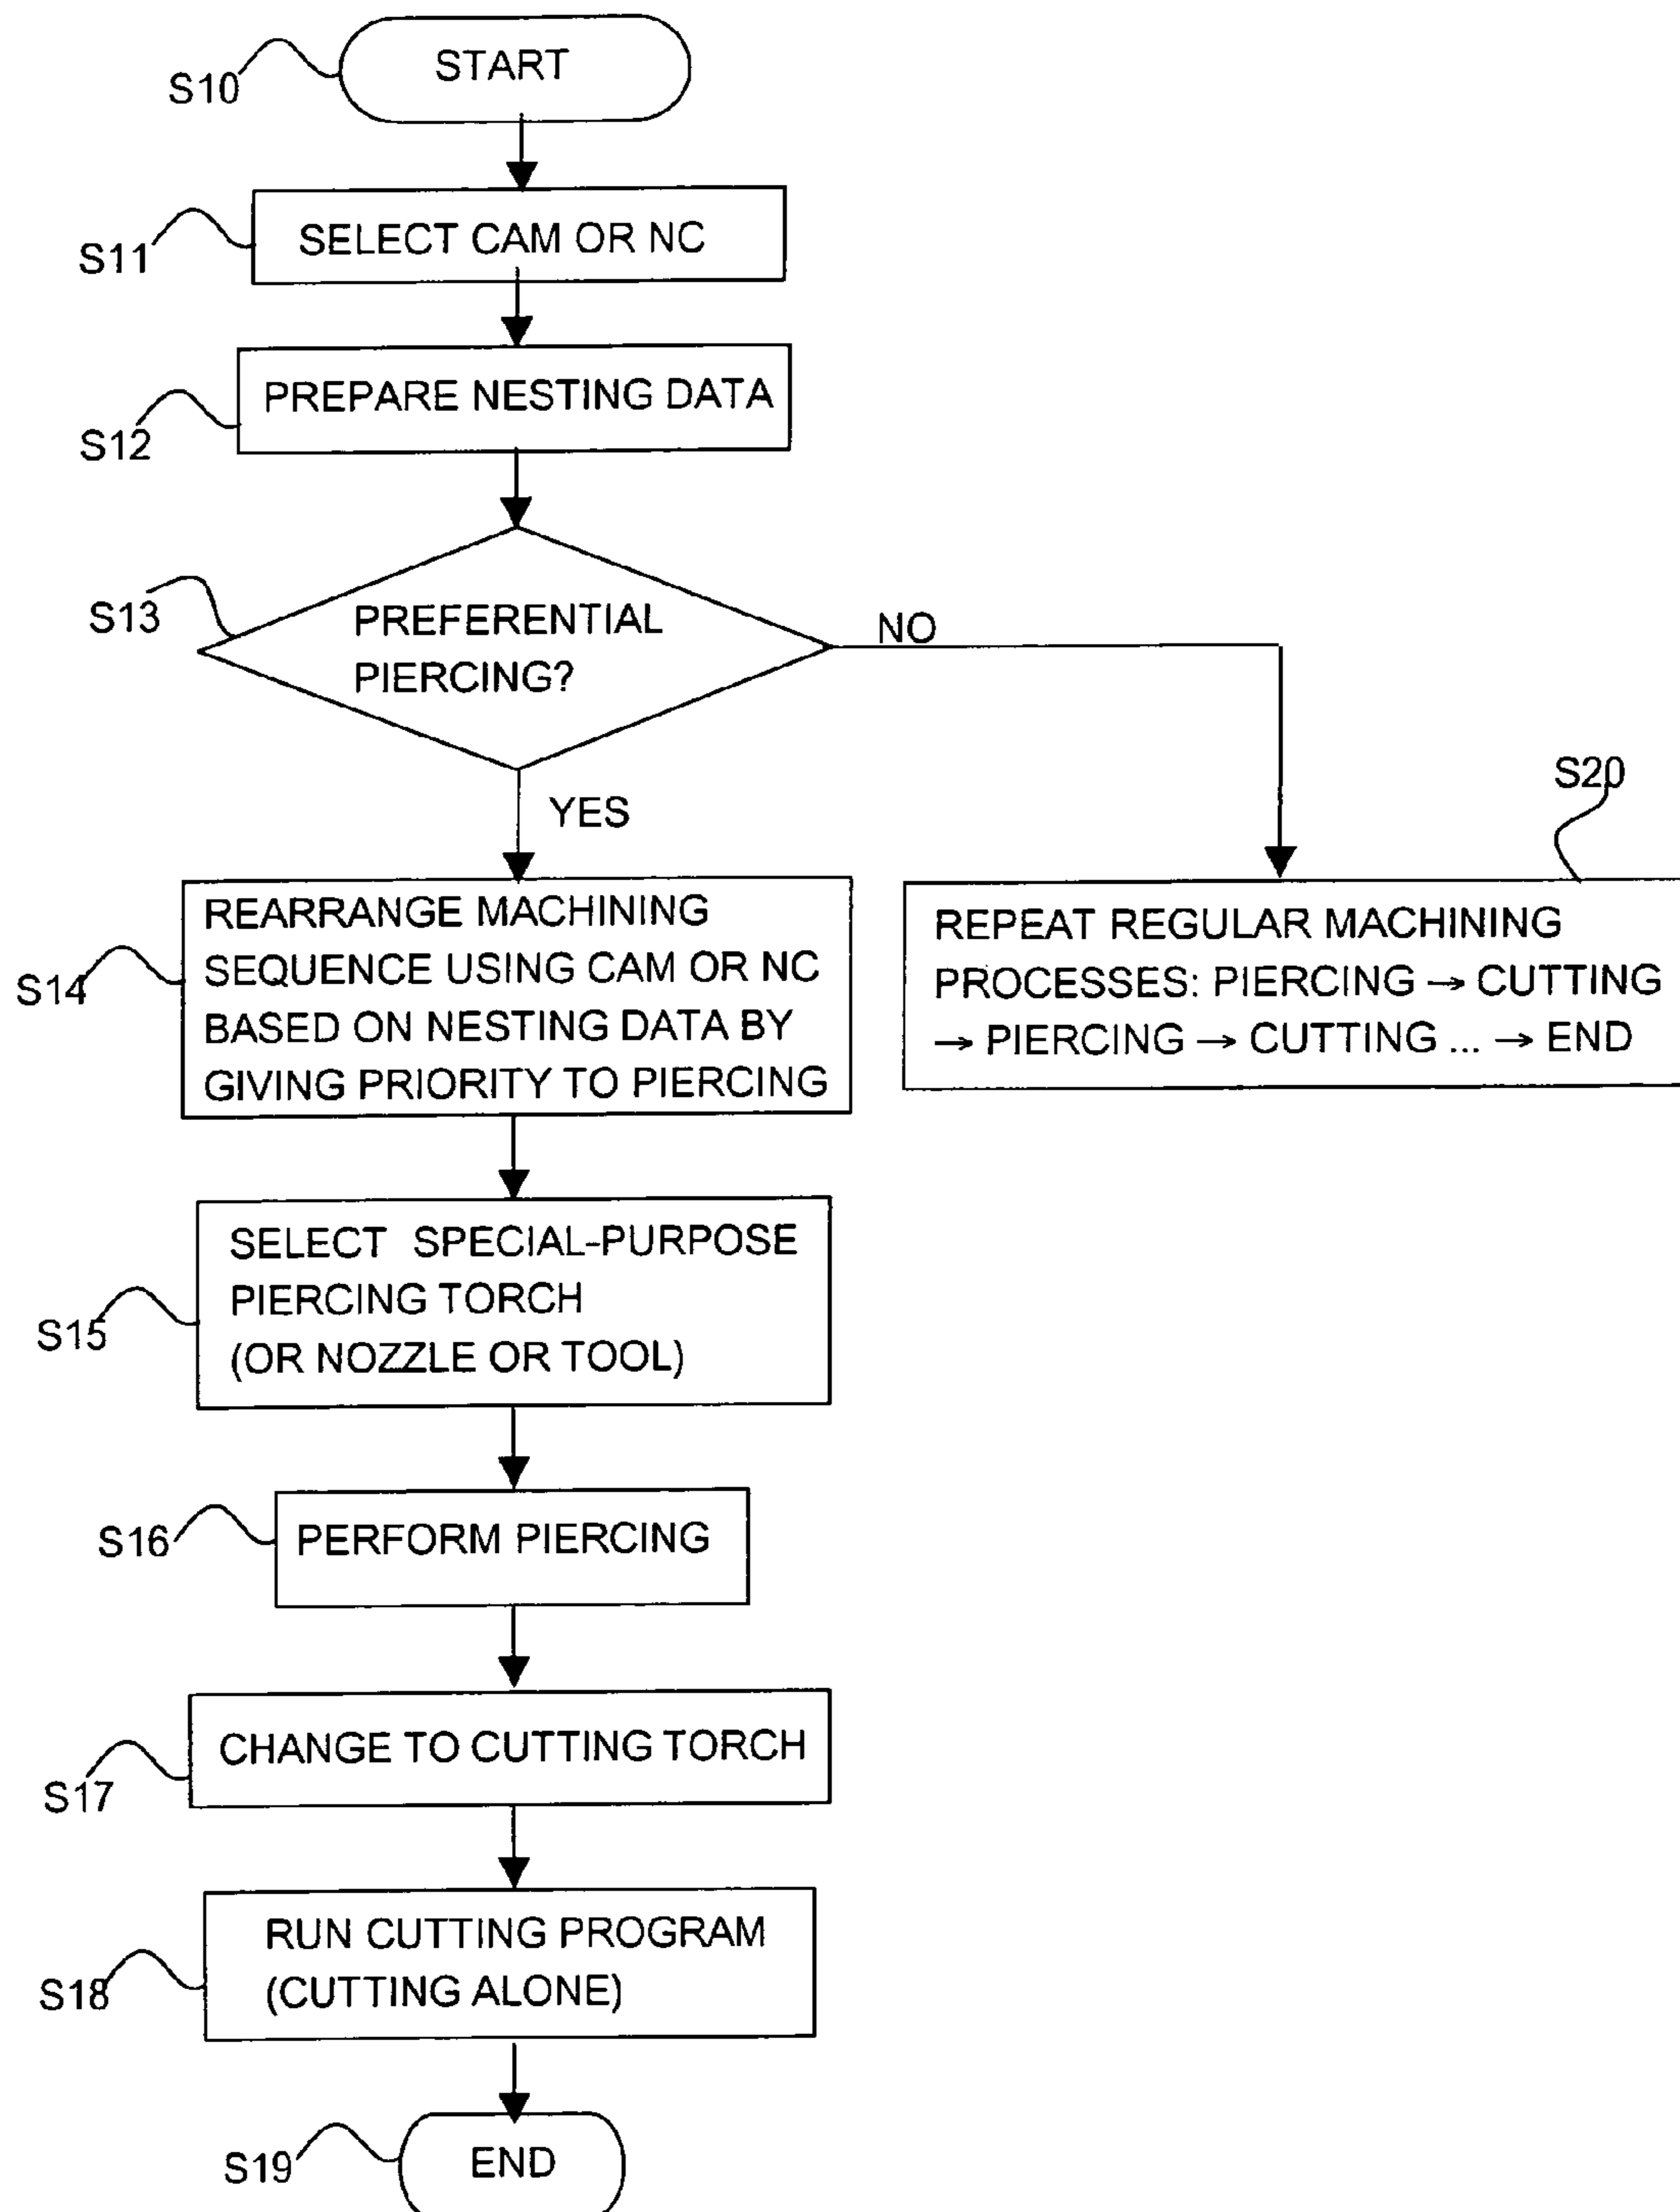 S10
START
S11
SELECT CAM OR NC
S12
PREPARE NESTING DATA
S13
PREFERENTIAL
PIERCING?
NO
YES
S20
REPEAT REGULAR MACHINING
PROCESSES: PIERCING → CUTTING
→ PIERCING → CUTTING ... → END
S14
REARRANGE MACHINING
SEQUENCE USING CAM OR NC
BASED ON NESTING DATA BY
GIVING PRIORITY TO PIERCING
S15
SELECT SPECIAL-PURPOSE
PIERCING TORCH
(OR NOZZLE OR TOOL)
S16
PERFORM PIERCING
S17
CHANGE TO CUTTING TORCH
S18
RUN CUTTING PROGRAM
(CUTTING ALONE)
S19
END